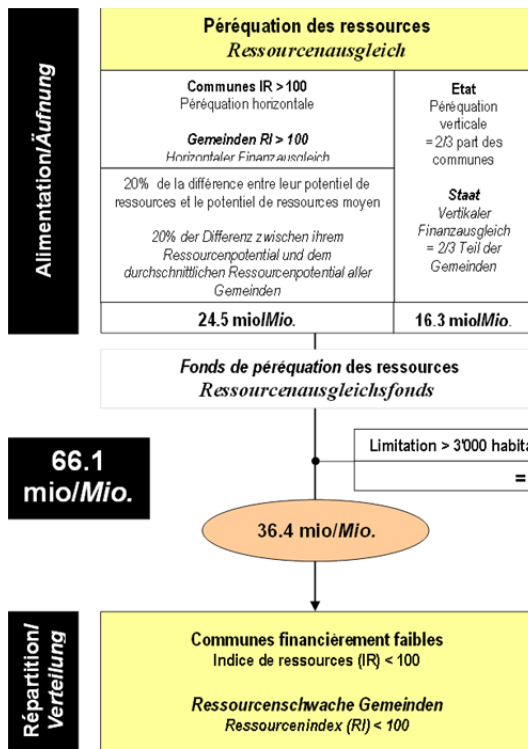 Alimentation/Äufnung
Péréquation des ressources
Ressourcenausgleich
Communes IR > 100
Péréquation horizontale
Gemeinden RI > 100
Horizontaler Finanzausgleich
20% de la différence entre leur potentiel de
ressources et le potentiel de ressources moyen
20% der Differenz zwischen ihrem
Ressourcenpotential und dem
durchschnittlichen Ressourcenpotential aller
Gemeinden
24.5 mio/Mio.
Etat
Péréquation
verticale
= 2/3 part des
communes
Staat
Vertikaler
Finanzausgleich
= 2/3 Teil der
Gemeinden
16.3 mio/Mio.
Fonds de péréquation des ressources
Ressourcenausgleichsfonds
66.1
mio/Mio.
Limitation > 3'000 habita
=
36.4 mio/Mio.
Répartition/
Verteilung
Communes financièrement faibles
Indice de ressources (IR) < 100
Ressourcenschwache Gemeinden
Ressourcenindex (RI) < 100